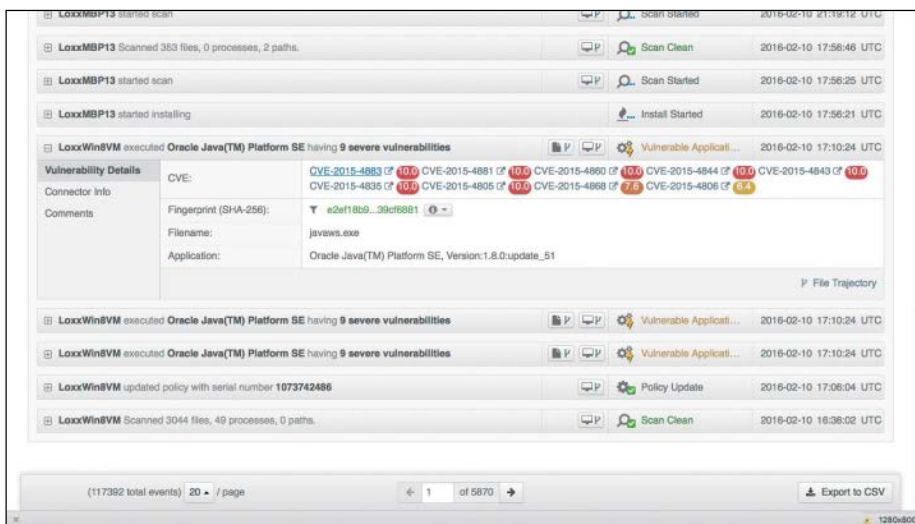 LoxxMBP13 started scan Scan Started 2016-02-10 21:19:12 UTC
LoxxMBP13 Scanned 353 files, 0 processes, 2 paths. Scan Clean 2016-02-10 17:56:46 UTC
LoxxMBP13 started scan Scan Started 2016-02-10 17:56:25 UTC
LoxxMBP13 started installing Install Started 2016-02-10 17:56:21 UTC
LoxxWin8VM executed Oracle Java(TM) Platform SE having 9 severe vulnerabilities Vulnerable Applicati... 2016-02-10 17:10:24 UTC
Vulnerability Details
Connector Info
Comments
CVE:
CVE-2015-4883 10.0 CVE-2015-4881 10.0 CVE-2015-4860 10.0 CVE-2015-4844 10.0 CVE-2015-4843 10.0
CVE-2015-4835 10.0 CVE-2015-4805 10.0 CVE-2015-4868 7.6 CVE-2015-4806 6.4
Fingerprint (SHA-256): e2ef18b9...39cf6881
Filename: javaws.exe
Application: Oracle Java(TM) Platform SE, Version:1.8.0:update_51
File Trajectory
LoxxWin8VM executed Oracle Java(TM) Platform SE having 9 severe vulnerabilities Vulnerable Applicati... 2016-02-10 17:10:24 UTC
LoxxWin8VM executed Oracle Java(TM) Platform SE having 9 severe vulnerabilities Vulnerable Applicati... 2016-02-10 17:10:24 UTC
LoxxWin8VM updated policy with serial number 1073742486 Policy Update 2016-02-10 17:06:04 UTC
LoxxWin8VM Scanned 3044 files, 49 processes, 0 paths. Scan Clean 2016-02-10 16:38:02 UTC
(117392 total events) 20 / page 1 of 5870 Export to CSV
1280x800